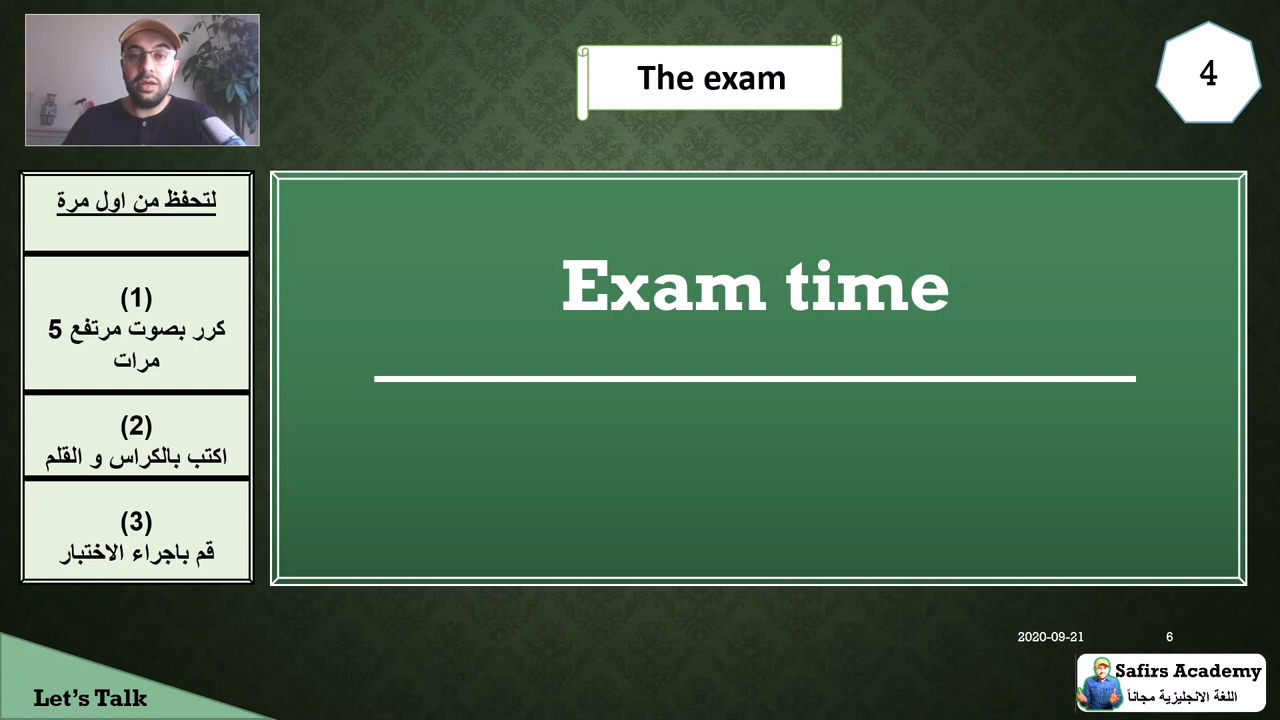 The exam
4
لتحفظ من اول مرة
(1)
كرر بصوت مرتفع 5
مرات
(2)
اكتب بالكراس و القلم
(3)
قم باجراء الاختبار
Exam time
2020-09-21
6
Let's Talk
Safirs Academy
اللغة الانجليزية مجاناً